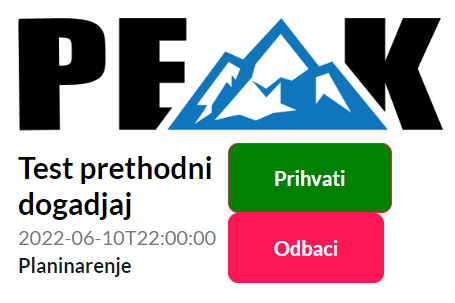 PEAK
Test prethodni
dogadjaj
2022-06-10T22:00:00
Planinarenje
Prihvati
Odbaci